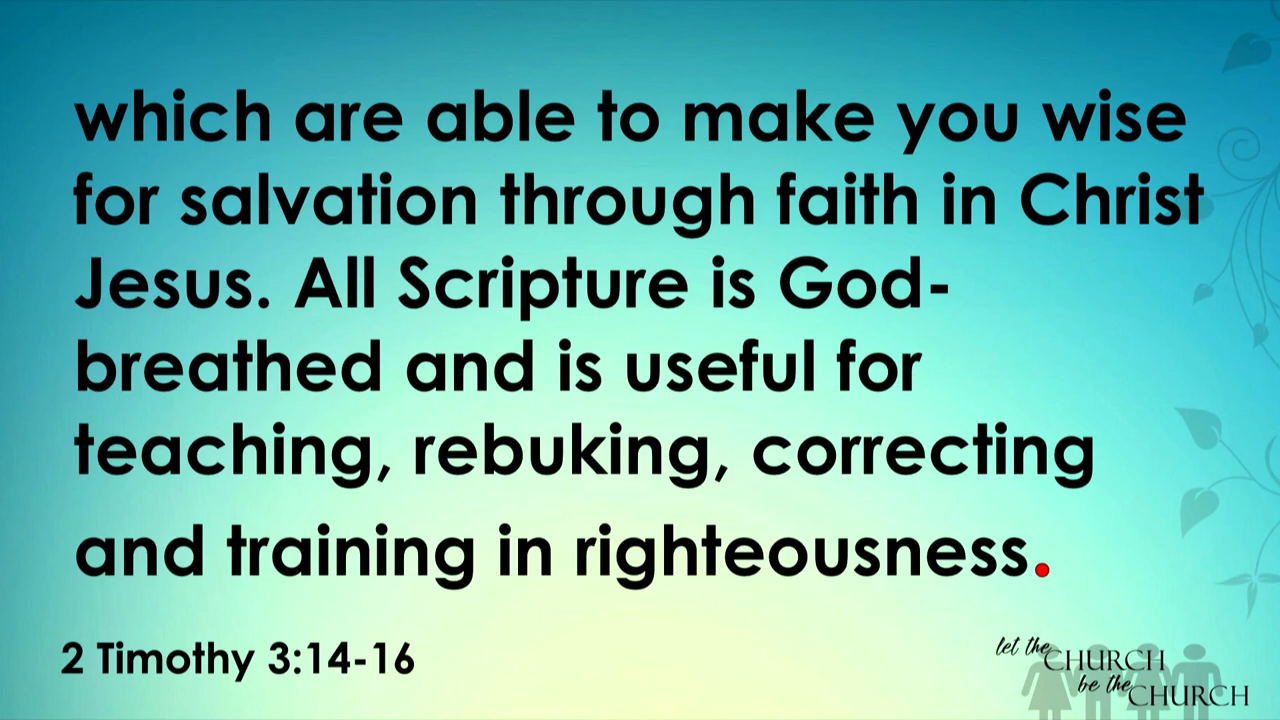 which are able to make you wise
for salvation through faith in Christ
Jesus. All Scripture is God-
breathed and is useful for
teaching, rebuking, correcting
and training in righteousness.
2 Timothy 3:14-16
let the
CHURCH
be the
CHURCH